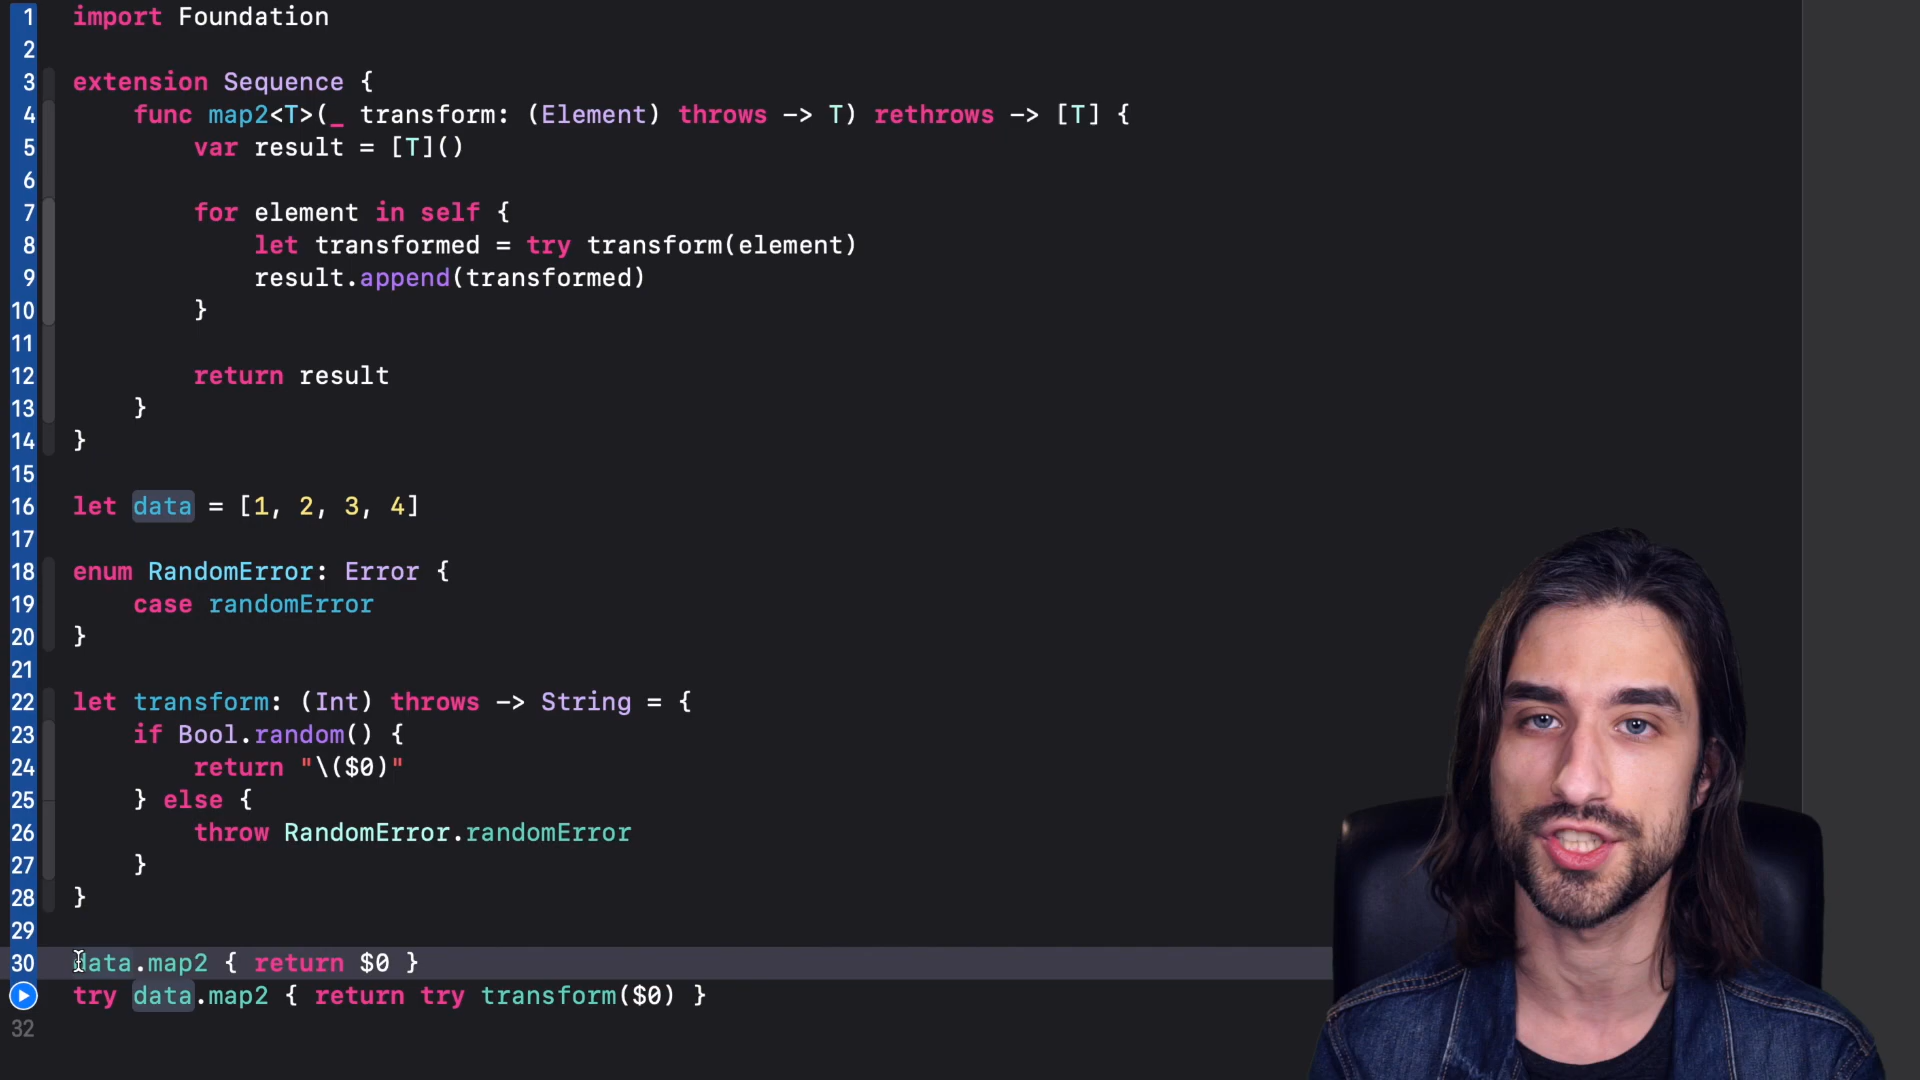 1 import Foundation
2
3 extension Sequence {
4 func map2<T>(_ transform: (Element) throws -> T) rethrows -> [T] {
5 var result = [T]()
6
7 for element in self {
8 let transformed = try transform(element)
9 result.append(transformed)
10 }
11
12 return result
13 }
14 }
15
16 let data = [1, 2, 3, 4]
17
18 enum RandomError: Error {
19 case randomError
20 }
21
22 let transform: (Int) throws -> String = {
23 if Bool.random() {
24 return "\($0)"
25 } else {
26 throw RandomError.randomError
27 }
28 }
29
30 data.map2 { return $0 }
try data.map2 { return try transform($0) }
32